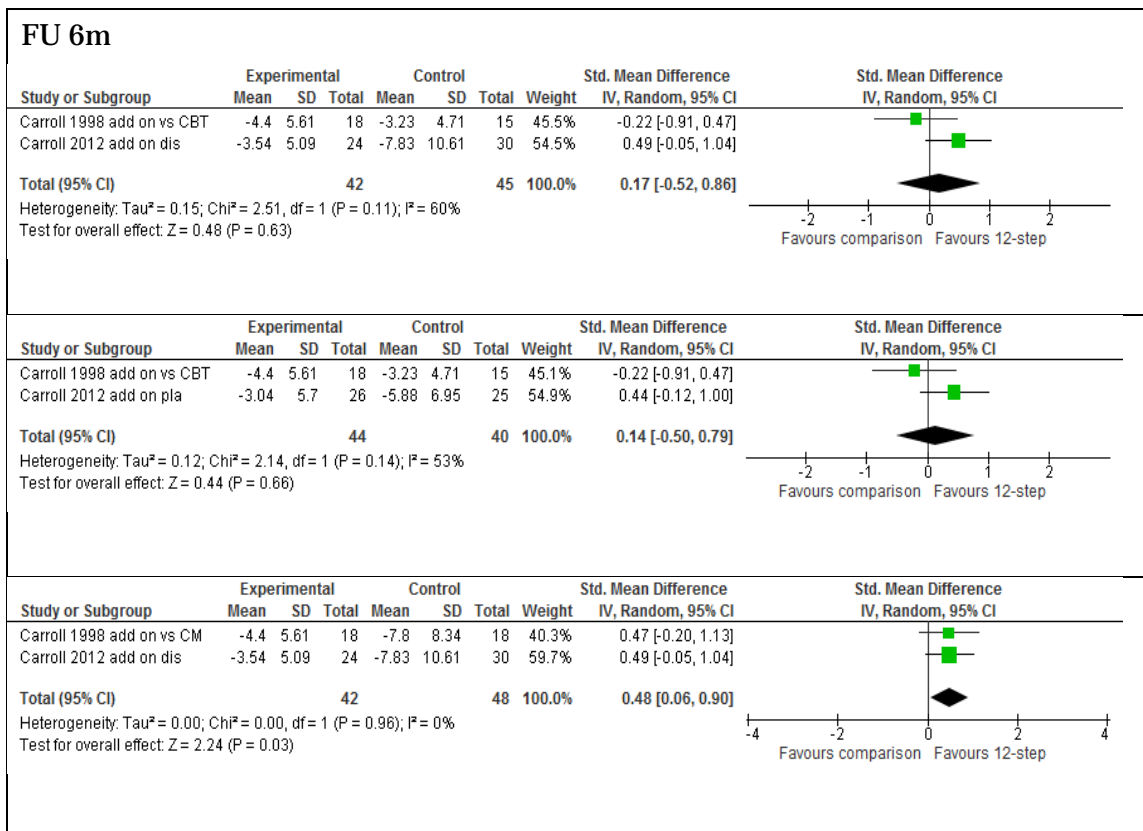 FU 6m
Experimental Control Std. Mean Difference Std. Mean Difference
Study or Subgroup Mean SD Total Mean SD Total Weight IV, Random, 95% CI IV, Random, 95% CI
Carroll 1998 add on vs CBT -4.4 5.61 18 -3.23 4.71 15 45.5% -0.22 [-0.91, 0.47]
Carroll 2012 add on dis -3.54 5.09 24 -7.83 10.61 30 54.5% 0.49 [-0.05, 1.04]
Total (95% CI) 42 45 100.0% 0.17 [-0.52, 0.86]
Heterogeneity: Tau² = 0.15; Chi² = 2.51, df = 1 (P = 0.11); I² = 60%
Test for overall effect: Z = 0.48 (P = 0.63)
-2 -1 0 1 2
Favours comparison Favours 12-step
Experimental Control Std. Mean Difference Std. Mean Difference
Study or Subgroup Mean SD Total Mean SD Total Weight IV, Random, 95% CI IV, Random, 95% CI
Carroll 1998 add on vs CBT -4.4 5.61 18 -3.23 4.71 15 45.1% -0.22 [-0.91, 0.47]
Carroll 2012 add on pla -3.04 5.7 26 -5.88 6.95 25 54.9% 0.44 [-0.12, 1.00]
Total (95% CI) 44 40 100.0% 0.14 [-0.50, 0.79]
Heterogeneity: Tau² = 0.12; Chi² = 2.14, df = 1 (P = 0.14); I² = 53%
Test for overall effect: Z = 0.44 (P = 0.66)
-2 -1 0 1 2
Favours comparison Favours 12-step
Experimental Control Std. Mean Difference Std. Mean Difference
Study or Subgroup Mean SD Total Mean SD Total Weight IV, Random, 95% CI IV, Random, 95% CI
Carroll 1998 add on vs CM -4.4 5.61 18 -7.8 8.34 18 40.3% 0.47 [-0.20, 1.13]
Carroll 2012 add on dis -3.54 5.09 24 -7.83 10.61 30 59.7% 0.49 [-0.05, 1.04]
Total (95% CI) 42 48 100.0% 0.48 [0.06, 0.90]
Heterogeneity: Tau² = 0.00; Chi² = 0.00, df = 1 (P = 0.96); I² = 0%
Test for overall effect: Z = 2.24 (P = 0.03)
-4 -2 0 2 4
Favours comparison Favours 12-step